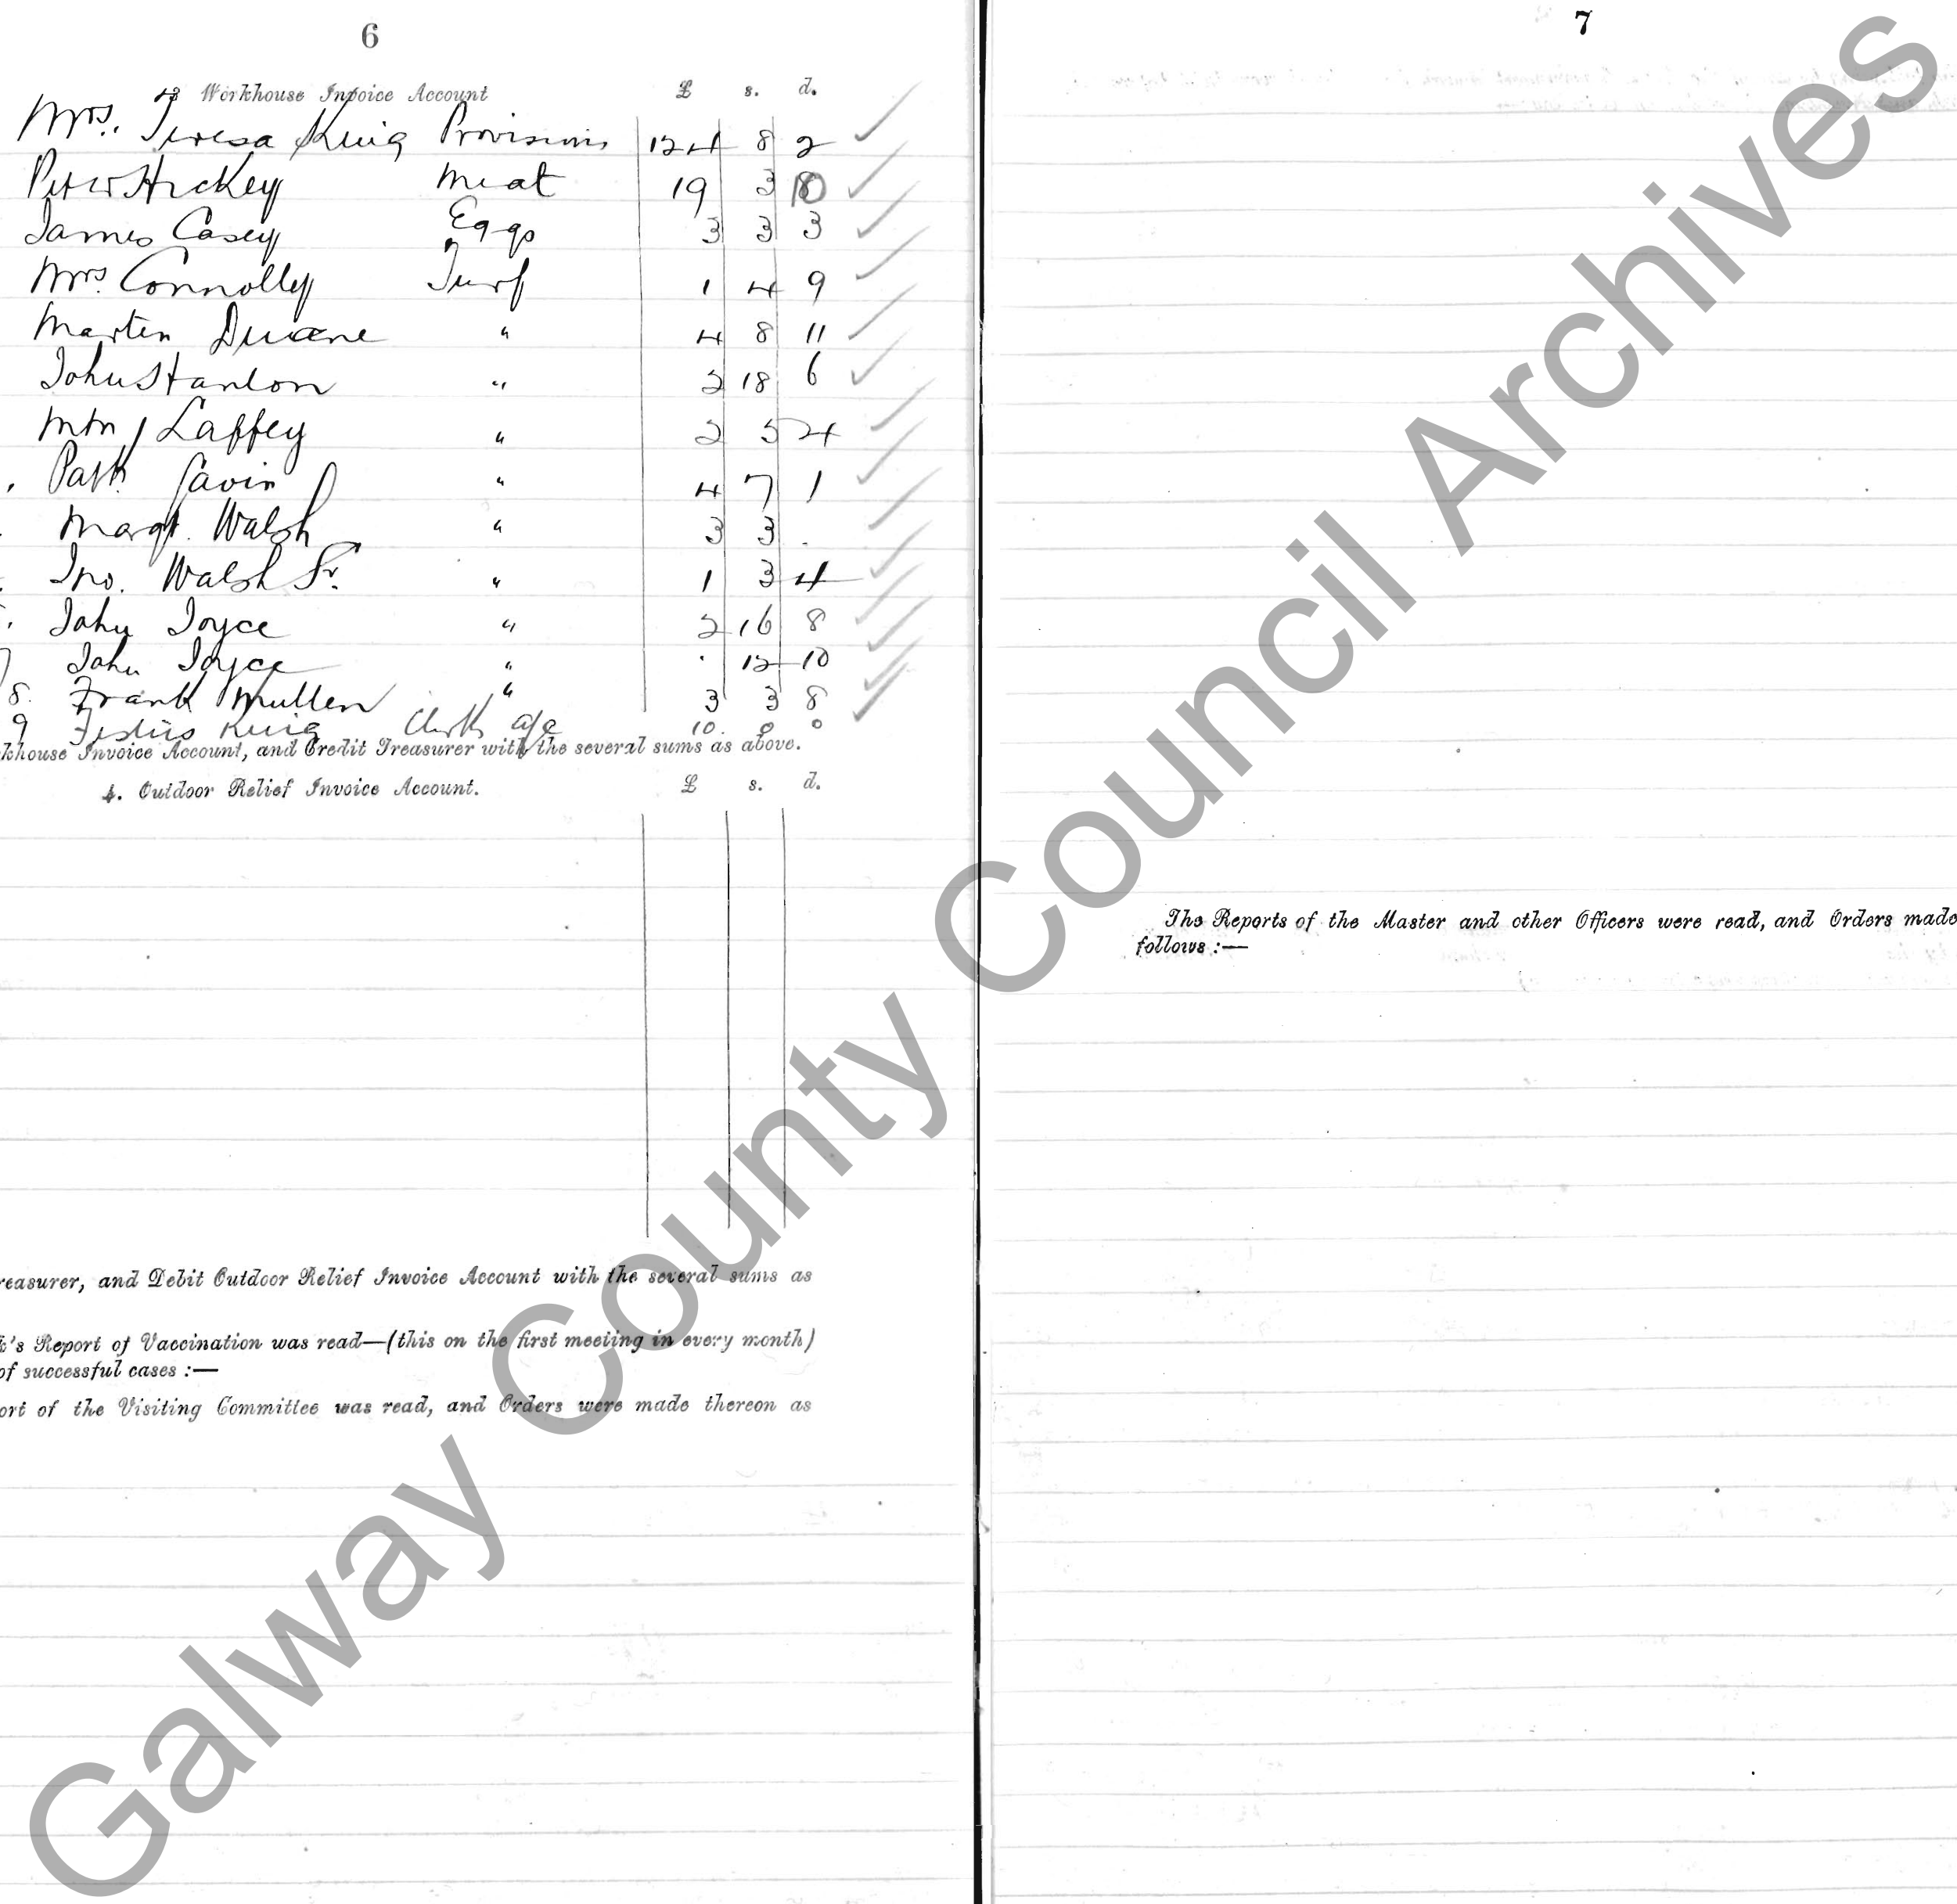 6
Workhouse Invoice Account £ s. d.
Mrs. Teresa King Provisions 124 8 2
Peter Hickey Meat 19 3 10
James Casey Eggs 3 3 3
Mrs. Connolly Turf 1 4 9
Martin Duane " 4 8 11
John Hanlon " 2 18 6
Mtn Laffey " 2 5 4
Patk. Gavin " 4 7 1
Margt. Walsh " 3 3 .
Jno. Walsh Sr. " 1 3 4
John Joyce " 2 16 8
John Joyce " . 12 10
8. Frank Mullen " 3 3 8
9 Festus King Clerk a/c 10. 0 0
khouse Invoice Account, and Credit Treasurer with the several sums as above.
4. Outdoor Relief Invoice Account. £ s. d.
reasurer, and Debit Outdoor Relief Invoice Account with the several sums as
k's Report of Vaccination was read—(this on the first meeting in every month)
of successful cases :—
ort of the Visiting Committee was read, and Orders were made thereon as
7
The Reports of the Master and other Officers were read, and Orders made
follows :—
Galway County Council Archives